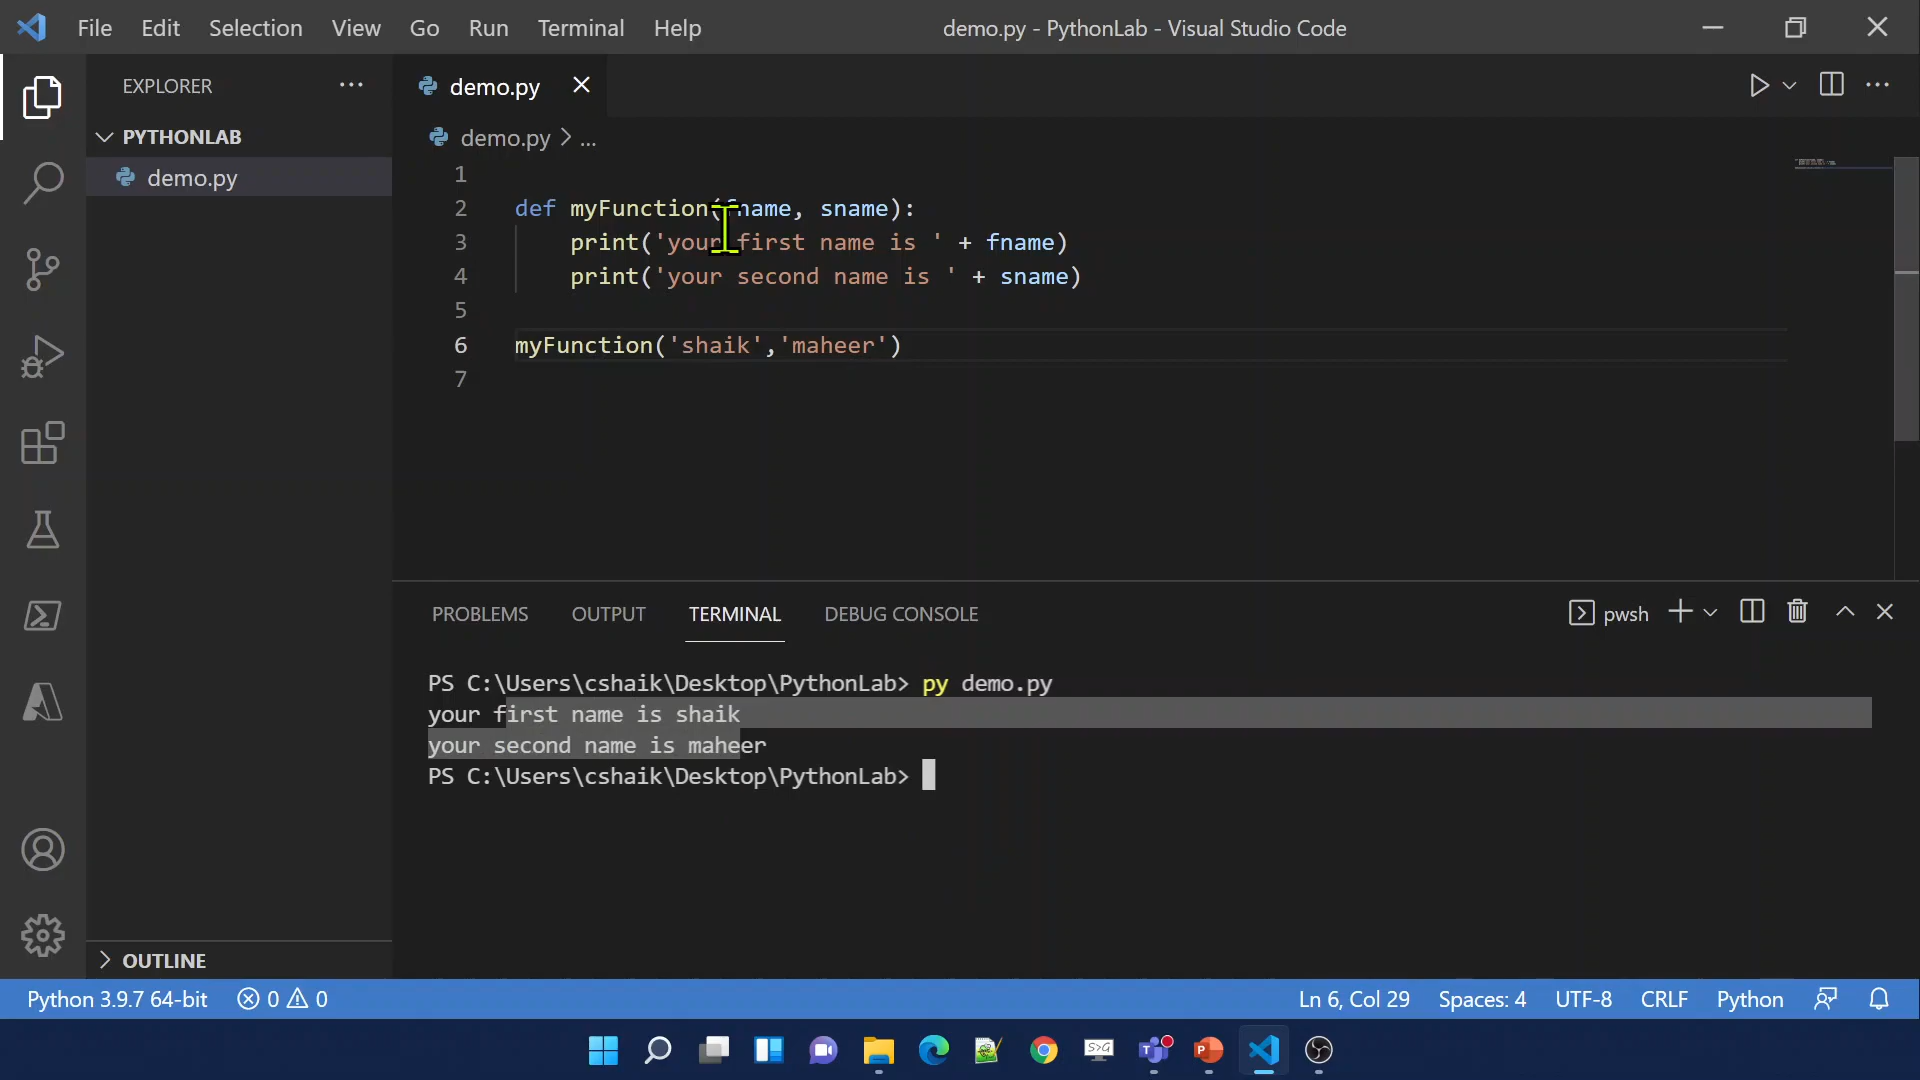 File Edit Selection View Go Run Terminal Help demo.py - PythonLab - Visual Studio Code
EXPLORER
PYTHONLAB
demo.py
OUTLINE
demo.py
demo.py > ...
1
2 def myFunction(fname, sname):
3 print('your first name is ' + fname)
4 print('your second name is ' + sname)
5
6 myFunction('shaik','maheer')
7
PROBLEMS OUTPUT TERMINAL DEBUG CONSOLE pwsh
PS C:\Users\cshaik\Desktop\PythonLab> py demo.py
your first name is shaik
your second name is maheer
PS C:\Users\cshaik\Desktop\PythonLab>
Python 3.9.7 64-bit 0 0 Ln 6, Col 29 Spaces: 4 UTF-8 CRLF Python